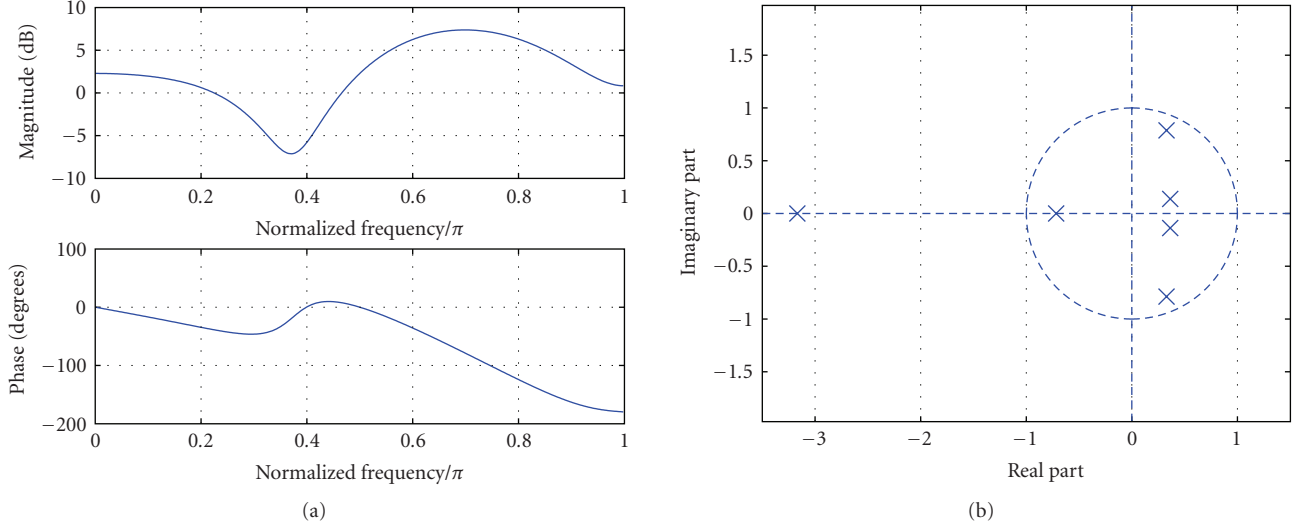 Magnitude (dB)
10
5
0
−5
−10
0 0.2 0.4 0.6 0.8 1
Normalized frequency/π
Phase (degrees)
100
0
−100
−200
0 0.2 0.4 0.6 0.8 1
Normalized frequency/π
(a)
Imaginary part
1.5
1
0.5
0
−0.5
−1
−1.5
−3 −2 −1 0 1
Real part
(b)